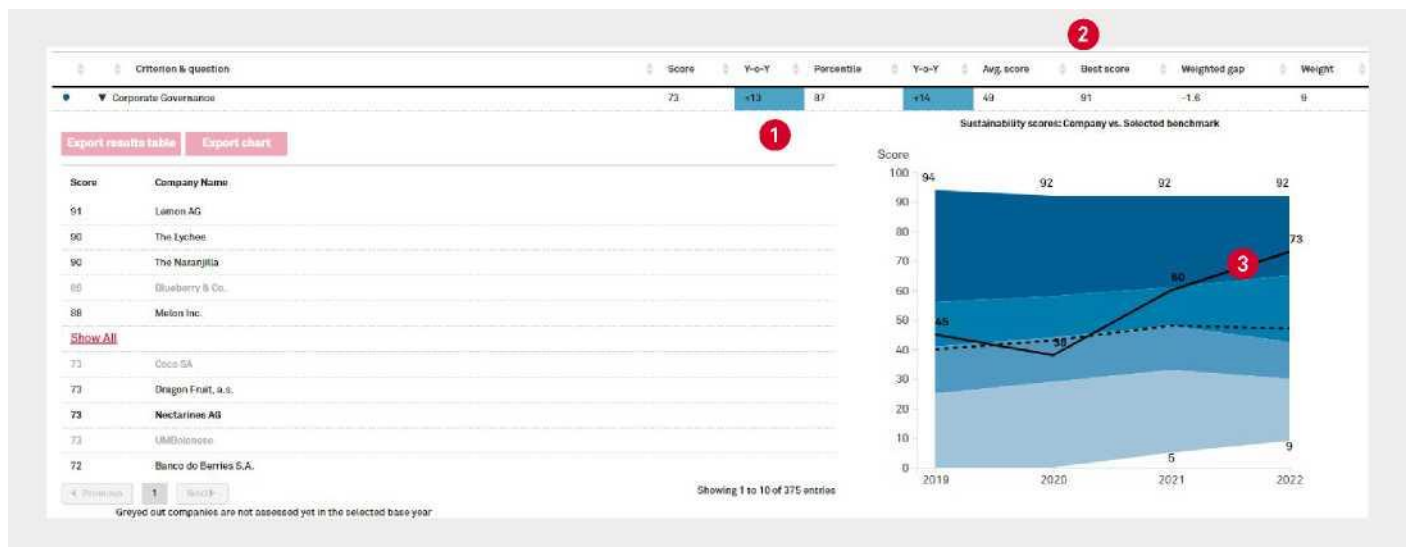 2
Criterion & question Score Y-o-Y Percentile Y-o-Y Avg. score Best score Weighted gap Weight
▼ Corporate Governance 73 +13 87 +14 49 91 -1.6 9
1
Export results table Export chart
Score Company Name
91 Lemon AG
90 The Lychee
90 The Naranjilla
Blueberry & Co.
88 Melon Inc.
Show All
73 Coco SA
73 Dragon Fruit, a.s.
73 Nectarines AG
73
72 Banco do Berries S.A.
Previous 1 Next
Showing 1 to 10 of 375 entries
Greyed out companies are not assessed yet in the selected base year
Sustainability scores: Company vs. Selected benchmark
Score
100
90
80
70
60
50
40
30
20
10
0
94 92 92 92
73
3
60
45
38
5
9
2019 2020 2021 2022